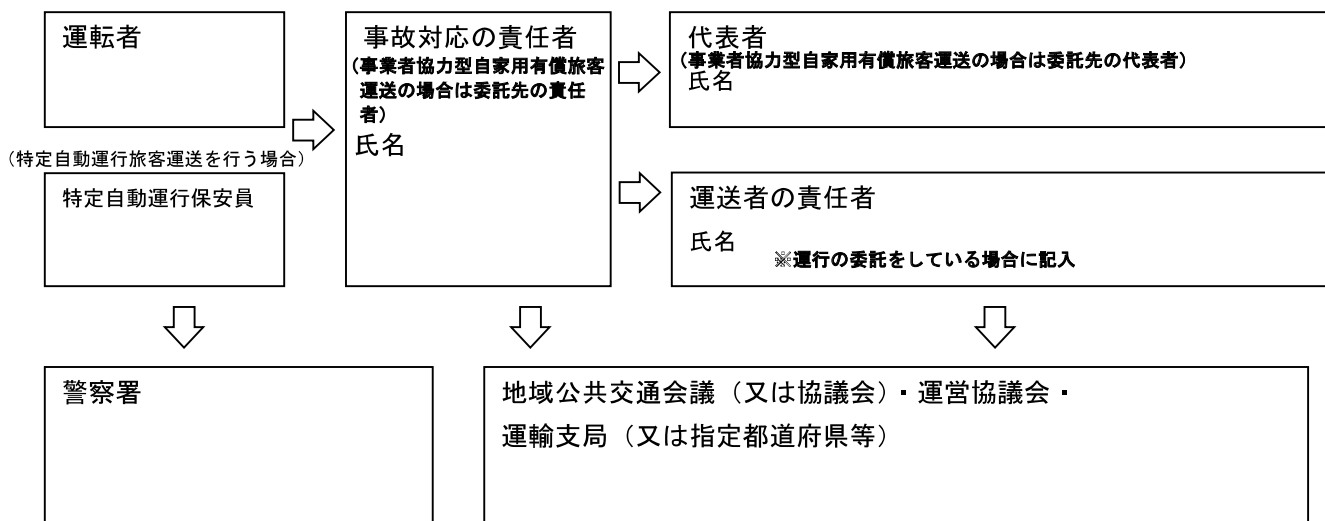 運転者
(特定自動運行旅客運送を行う場合)
特定自動運行保安員
事故対応の責任者
(事業者協力型自家用有償旅客
運送の場合は委託先の責任
者)
氏名
代表者
(事業者協力型自家用有償旅客運送の場合は委託先の代表者)
氏名
運送者の責任者
氏名
※運行の委託をしている場合に記入
警察署
地域公共交通会議（又は協議会）・運営協議会・
運輸支局（又は指定都道府県等）